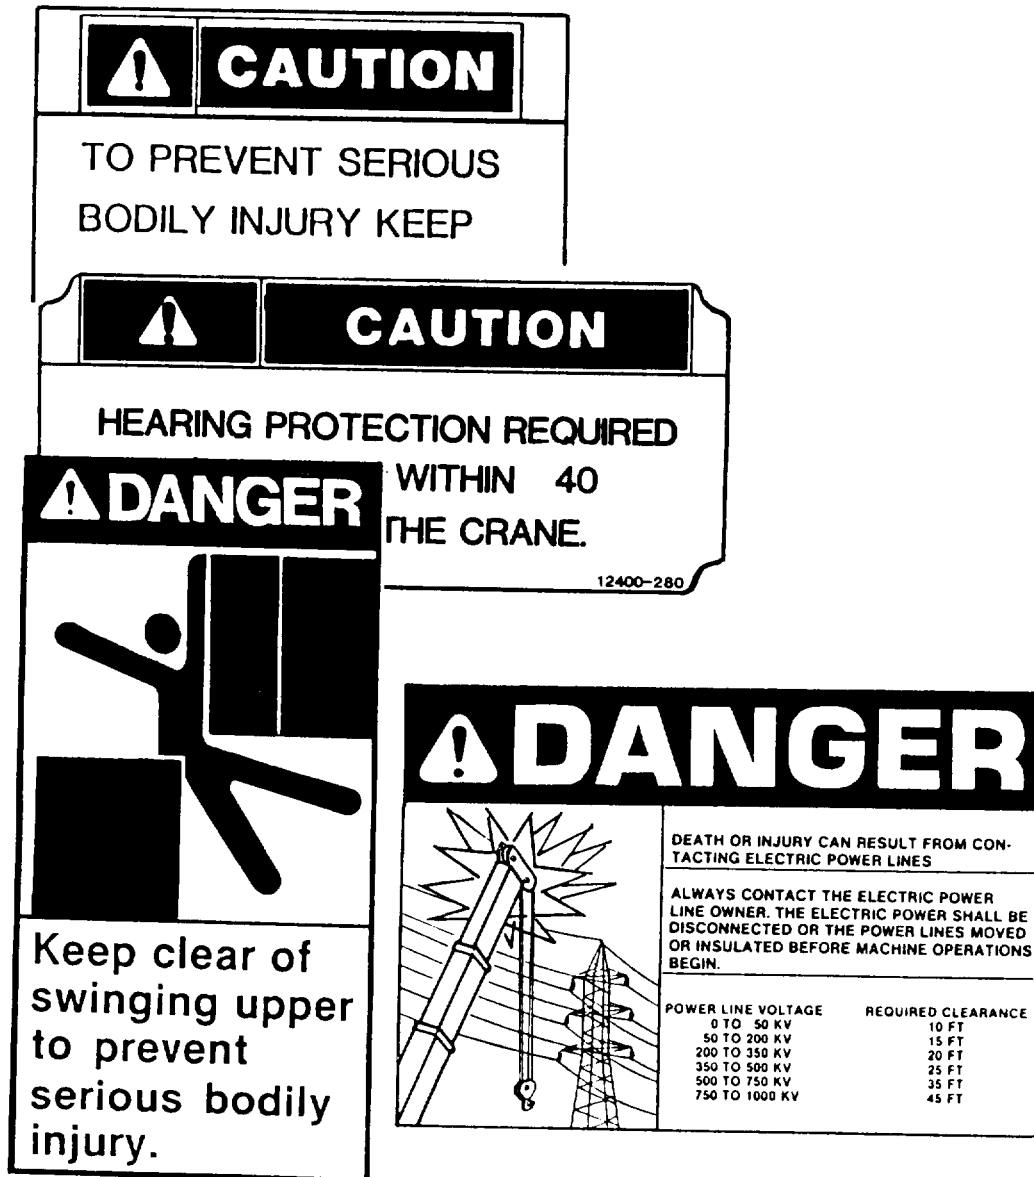 CAUTION
TO PREVENT SERIOUS
BODILY INJURY KEEP
CAUTION
HEARING PROTECTION REQUIRED
WITHIN 40
THE CRANE.
12400-280
DANGER
Keep clear of
swinging upper
to prevent
serious bodily
injury.
DANGER
DEATH OR INJURY CAN RESULT FROM CON-
TACTING ELECTRIC POWER LINES
ALWAYS CONTACT THE ELECTRIC POWER
LINE OWNER. THE ELECTRIC POWER SHALL BE
DISCONNECTED OR THE POWER LINES MOVED
OR INSULATED BEFORE MACHINE OPERATIONS
BEGIN.
POWER LINE VOLTAGE REQUIRED CLEARANCE
0 TO 50 KV 10 FT
50 TO 200 KV 15 FT
200 TO 350 KV 20 FT
350 TO 500 KV 25 FT
500 TO 750 KV 35 FT
750 TO 1000 KV 45 FT